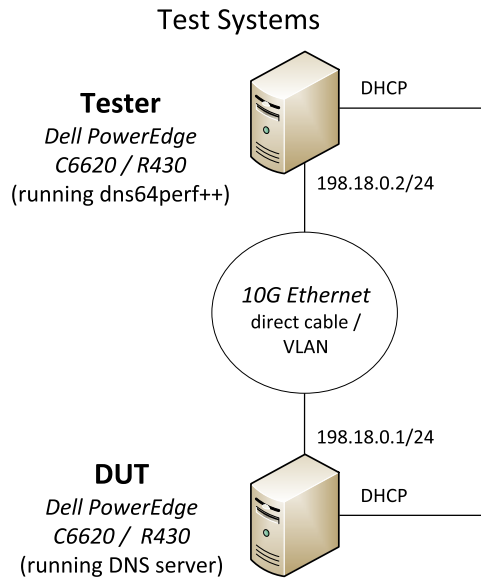 Test Systems
DHCP
Tester
Dell PowerEdge
C6620 / R430
(running dns64perf++)
198.18.0.2/24
10G Ethernet
direct cable /
VLAN
198.18.0.1/24
DUT
DHCP
Dell PowerEdge
C6620 / R430
(running DNS server)